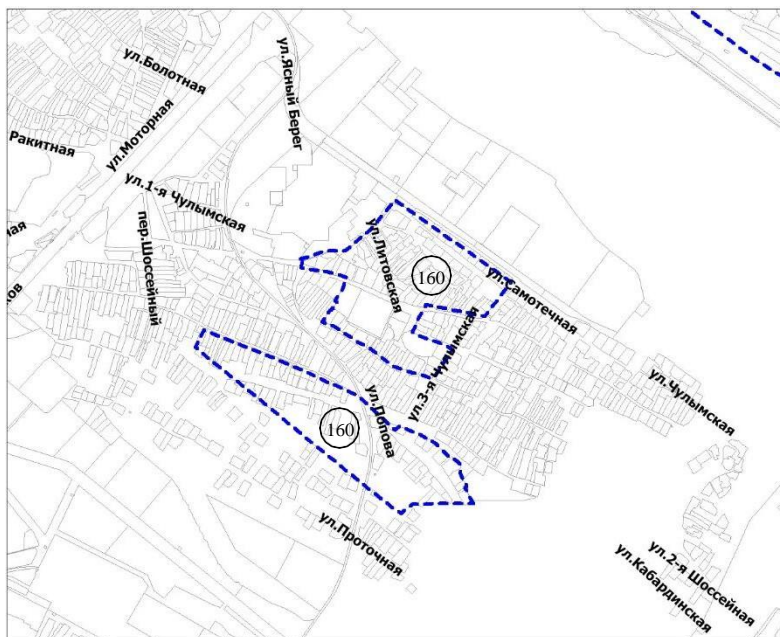 ул.Болотная
ул.Ясный Берег
ул.Моторная
Ракитная
ул.1-я Чулымская
пер.Шоссейный
ул.Литовская
160
ул.Самотечная
ул.3-я Чулымская
ул.Чулымская
ул.Попова
160
ул.Проточная
ул.2-я Шоссейная
ул.Кабардинская